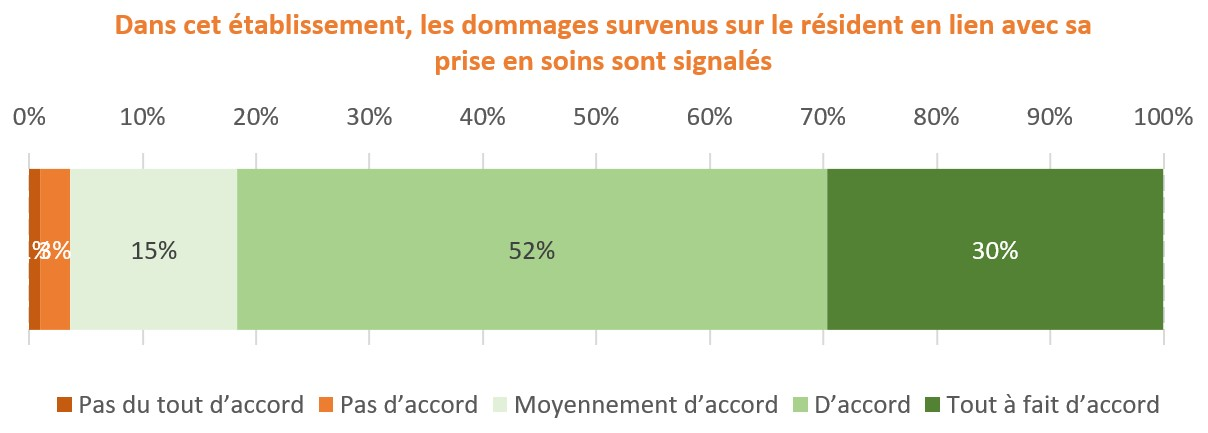 Dans cet établissement, les dommages survenus sur le résident en lien avec sa
prise en soins sont signalés
0% 10% 20% 30% 40% 50% 60% 70% 80% 90% 100%
1% 3% 15% 52% 30%
Pas du tout d’accord Pas d’accord Moyennement d’accord D’accord Tout à fait d’accord